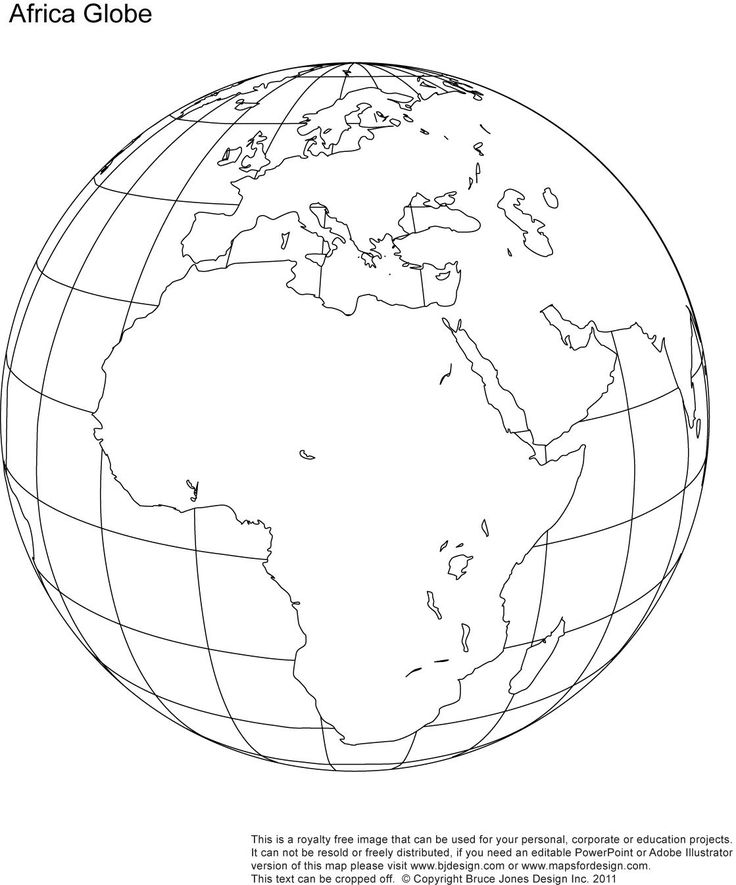 Africa Globe
This is a royalty free image that can be used for your personal, corporate or education projects.
It can not be resold or freely distributed, if you need an editable PowerPoint or Adobe Illustrator
version of this map please visit www.bjdesign.com or www.mapsfordesign.com.
This text can be cropped off. © Copyright Bruce Jones Design Inc. 2011